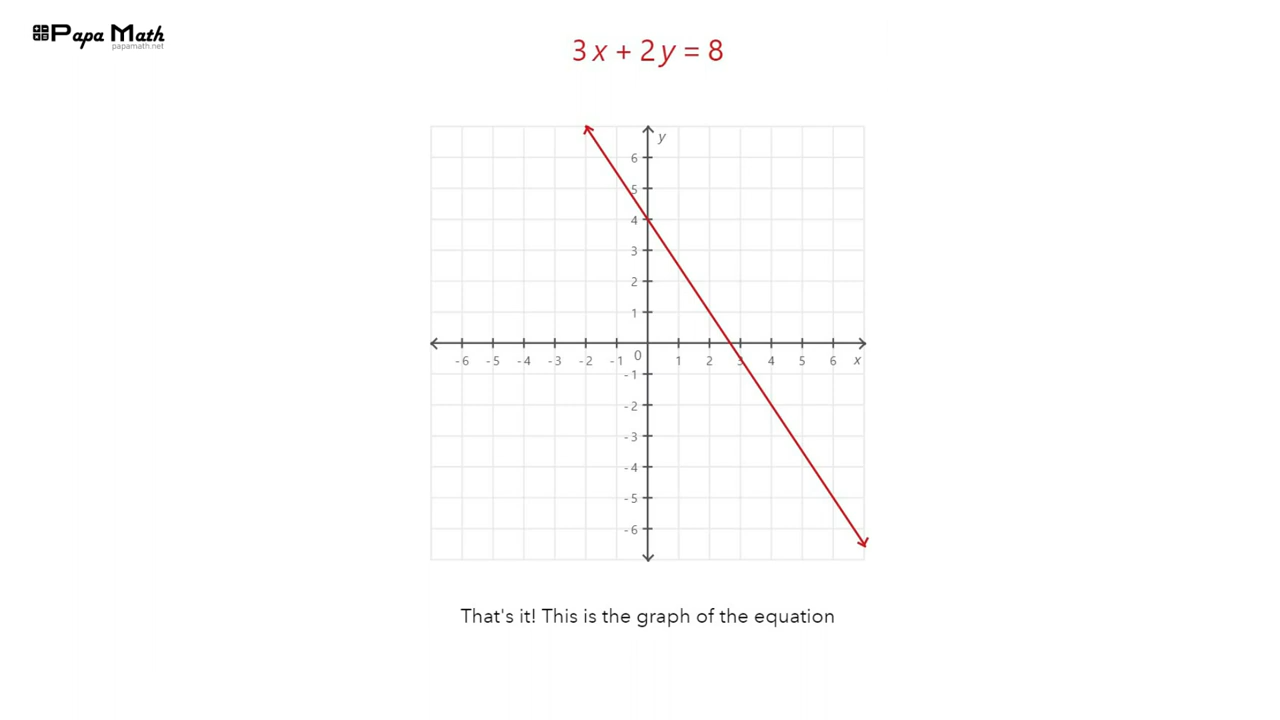 Papa Math
papamath.net
3x + 2y = 8
y
6
5
4
3
2
1
0
-6 -5 -4 -3 -2 -1 1 2 3 4 5 6 x
-1
-2
-3
-4
-5
-6
That's it! This is the graph of the equation